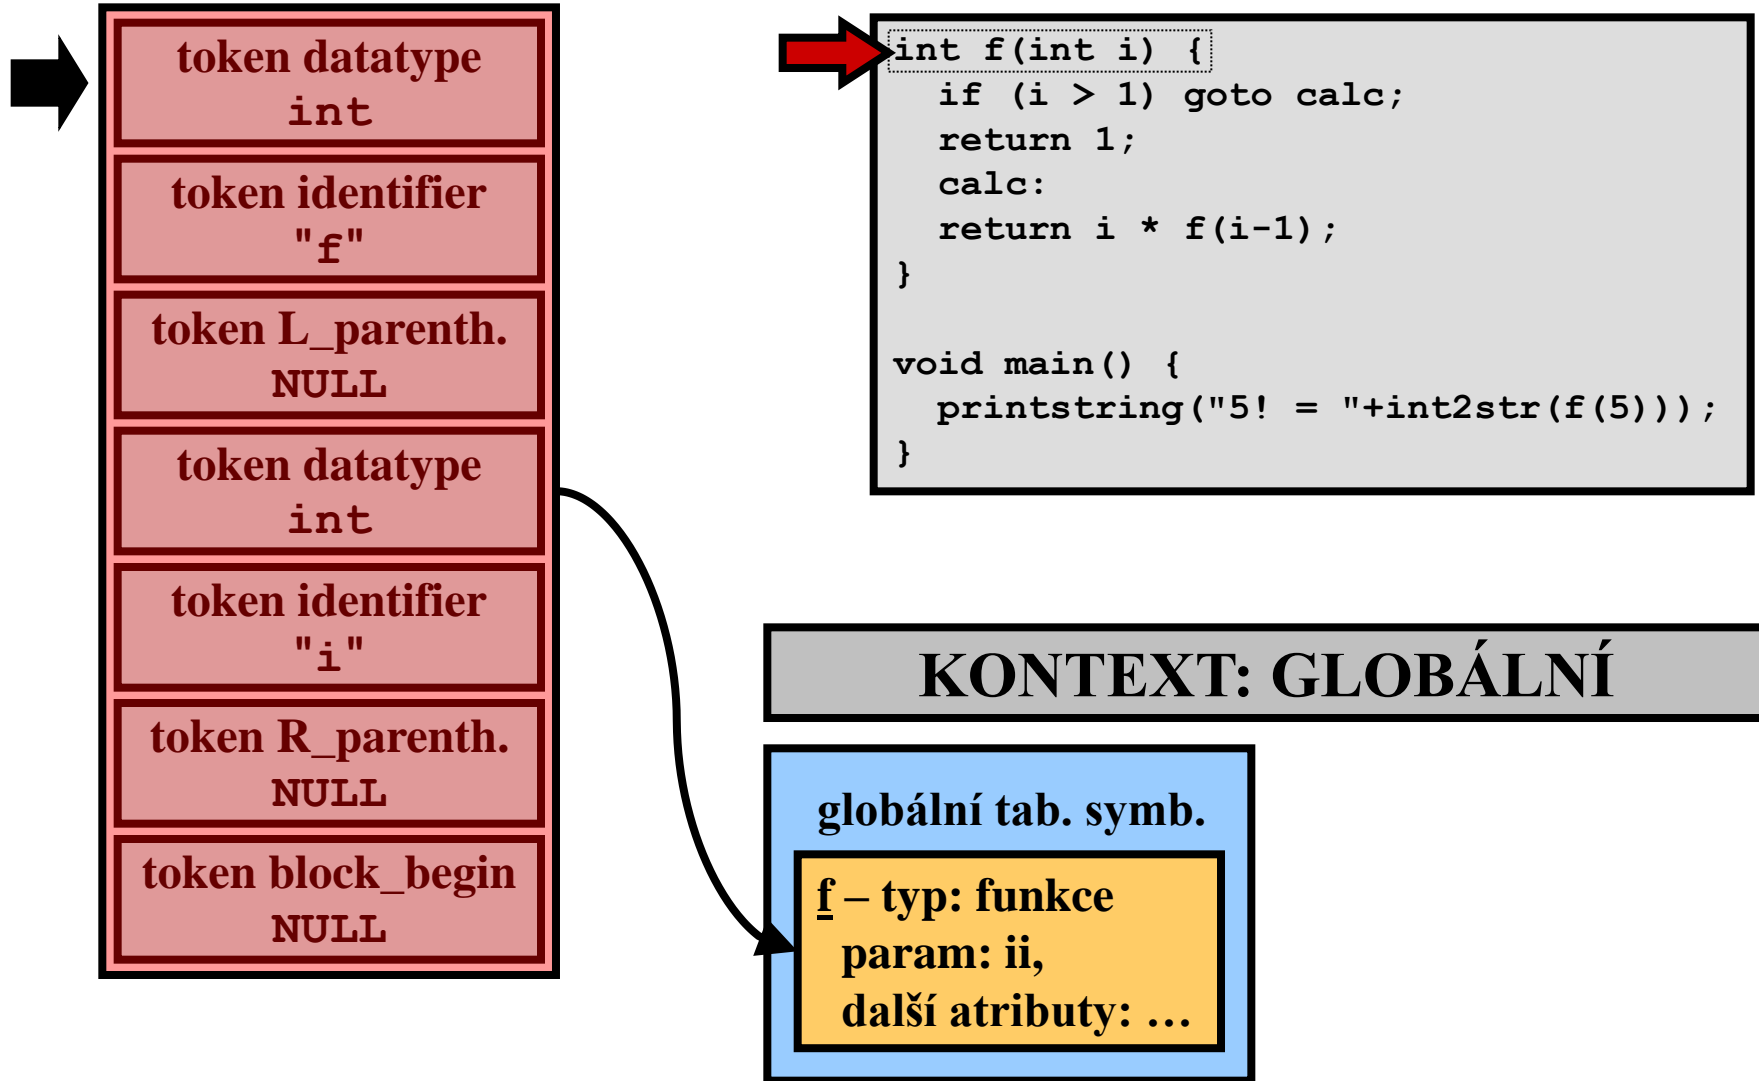 token datatype
int
token identifier
"f"
token L_parenth.
NULL
token datatype
int
token identifier
"i"
token R_parenth.
NULL
token block_begin
NULL
int f(int i) {
  if (i > 1) goto calc;
  return 1;
  calc:
  return i * f(i-1);
}
void main() {
  printstring("5! = "+int2str(f(5)));
}
KONTEXT: GLOBÁLNÍ
globální tab. symb.
f – typ: funkce
param: ii,
další atributy: …